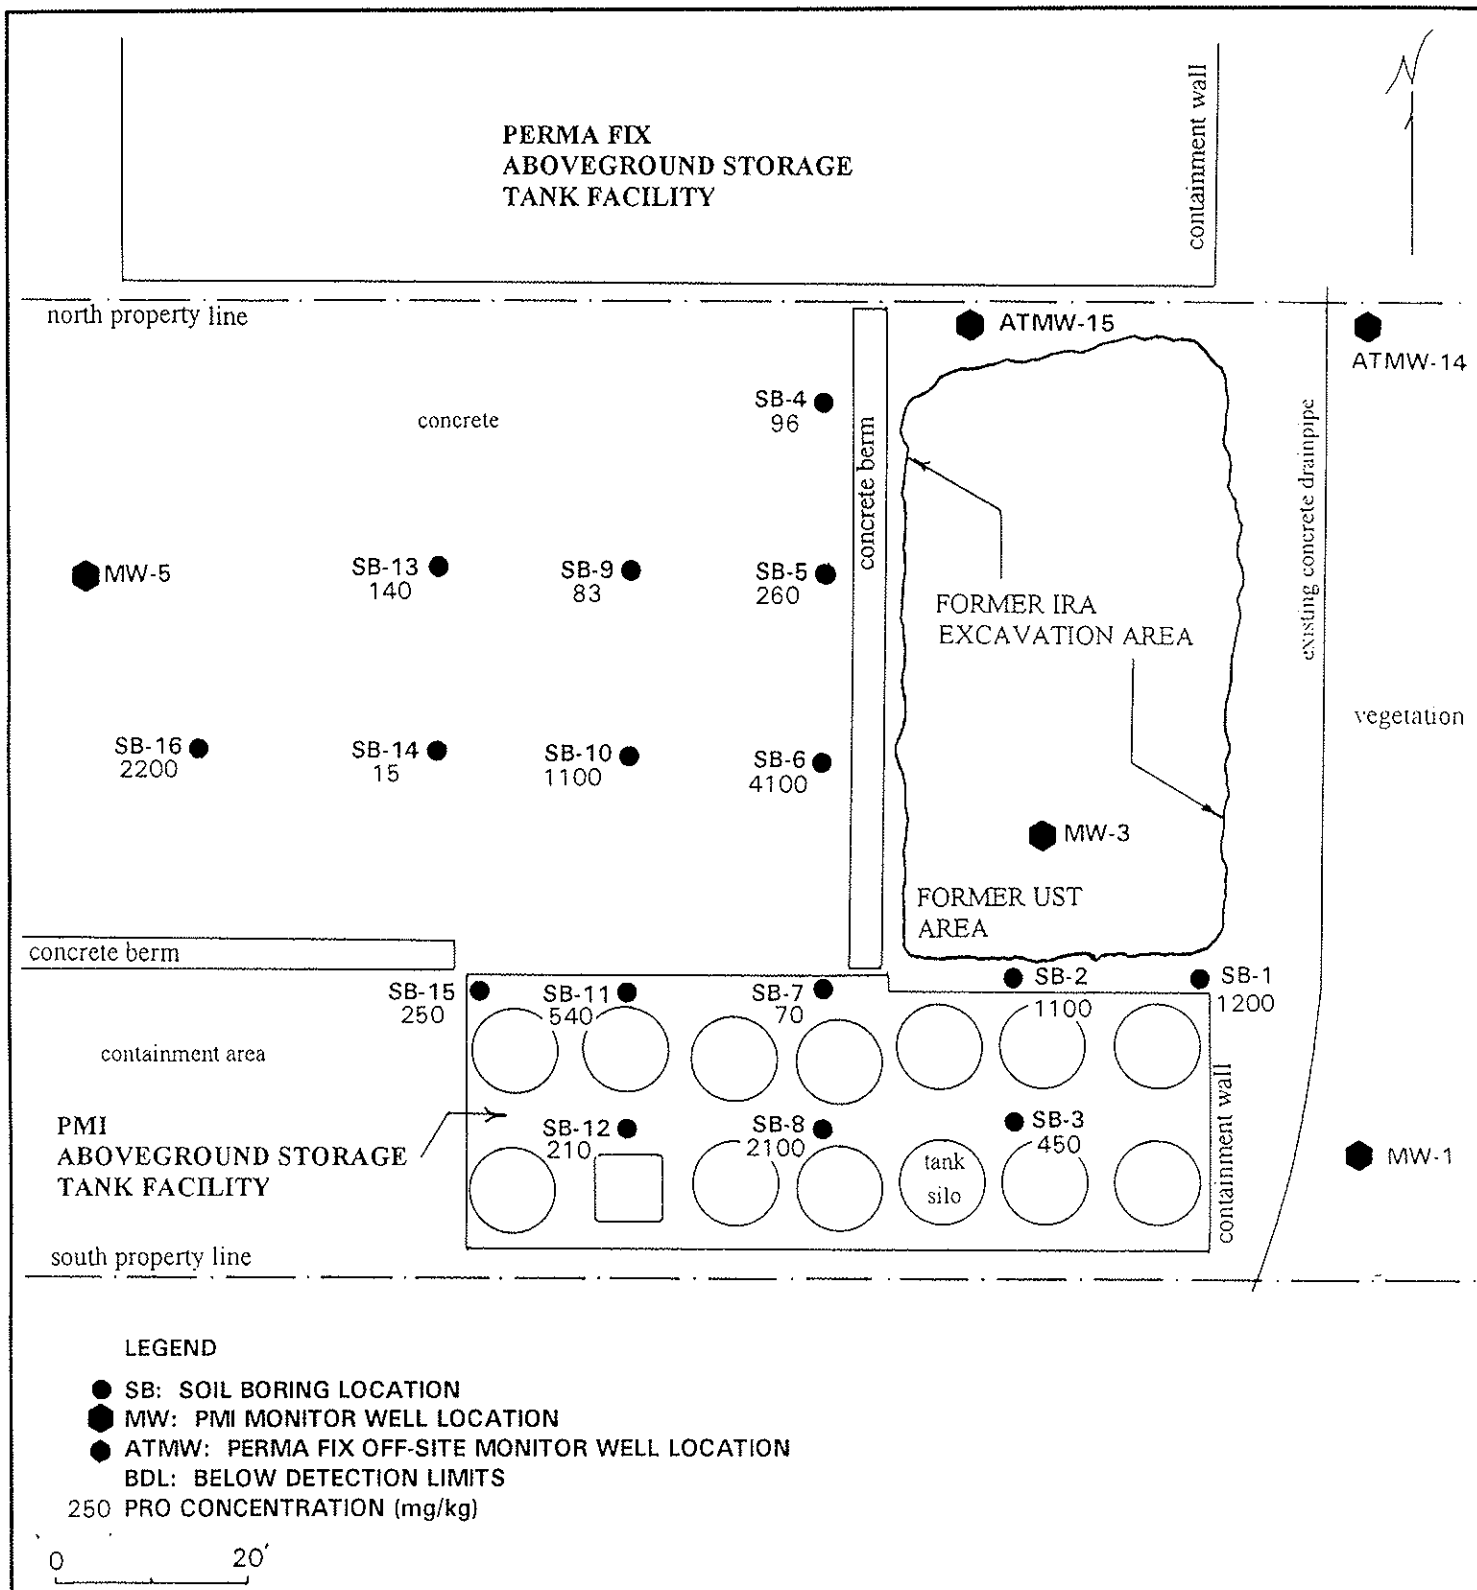 PERMA FIX
ABOVEGROUND STORAGE
TANK FACILITY
containment wall
N
north property line
ATMW-15
ATMW-14
SB-4
96
concrete
concrete berm
existing concrete drainpipe
MW-5
SB-13
140
SB-9
83
SB-5
260
FORMER IRA
EXCAVATION AREA
vegetation
SB-16
2200
SB-14
15
SB-10
1100
SB-6
4100
MW-3
FORMER UST
AREA
concrete berm
SB-15
250
SB-11
540
SB-7
70
SB-2
1100
SB-1
1200
containment area
PMI
ABOVEGROUND STORAGE
TANK FACILITY
SB-12
210
SB-8
2100
SB-3
450
tank
silo
containment wall
MW-1
south property line
LEGEND
SB: SOIL BORING LOCATION
MW: PMI MONITOR WELL LOCATION
ATMW: PERMA FIX OFF-SITE MONITOR WELL LOCATION
BDL: BELOW DETECTION LIMITS
250 PRO CONCENTRATION (mg/kg)
0 20'